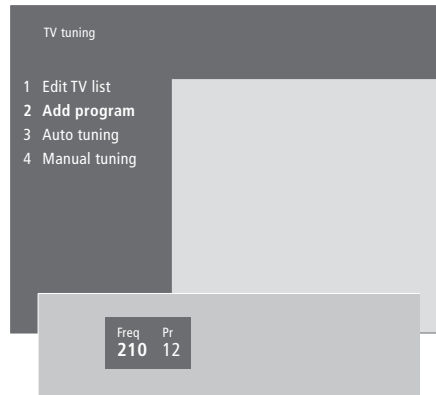 TV tuning
1 Edit TV list
2 Add program
3 Auto tuning
4 Manual tuning
Freq Pr
210 12